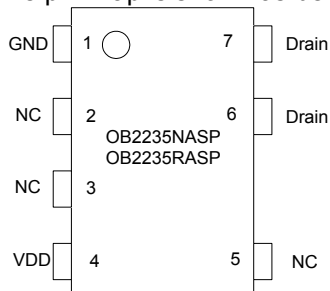 GND 1 7 Drain
NC 2 6 Drain
OB2235NASP
OB2235RASP
NC 3
VDD 4 5 NC